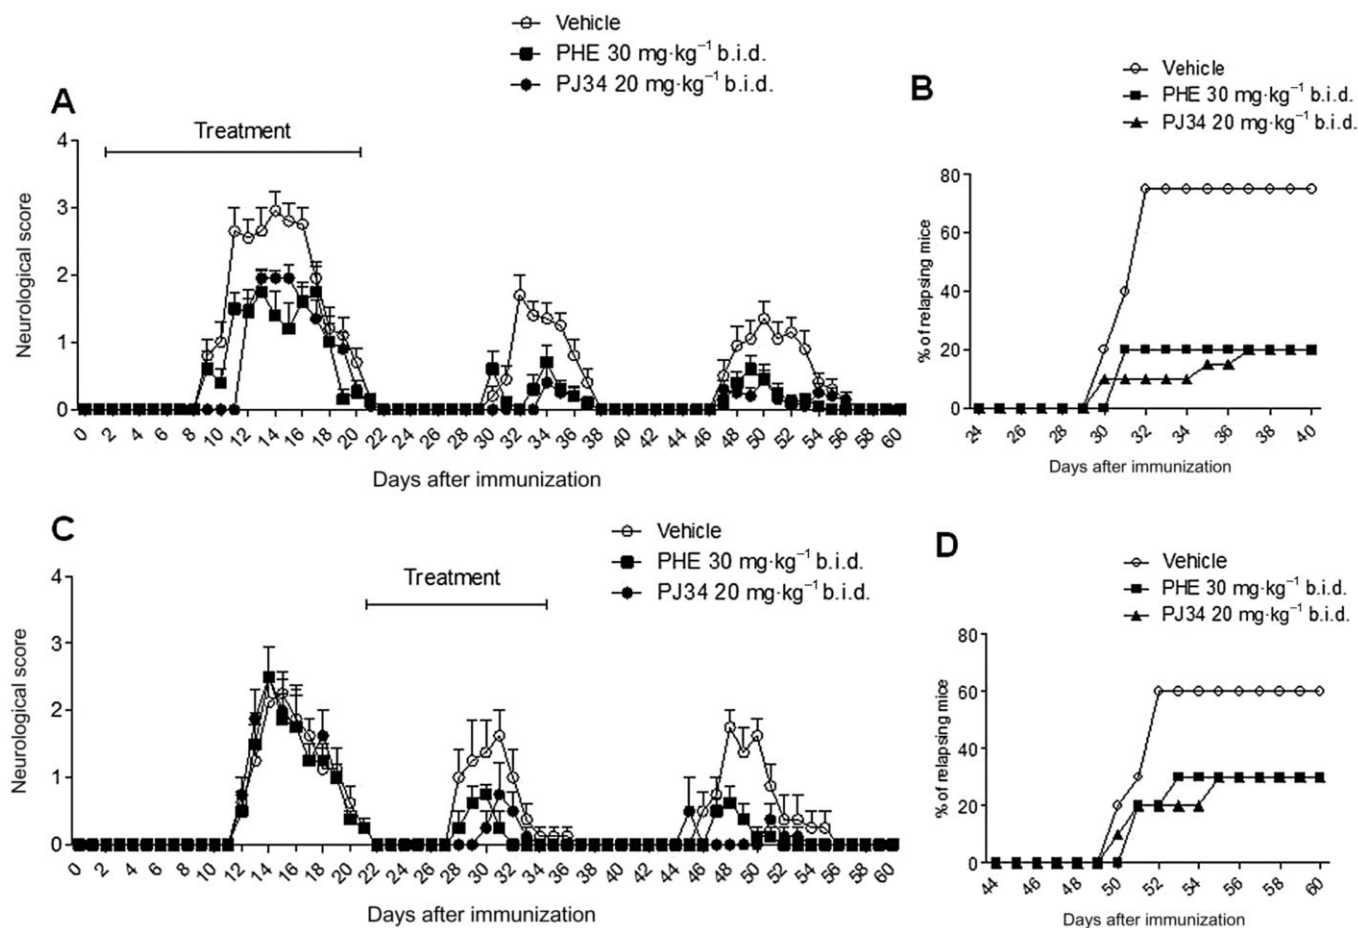 Vehicle
PHE 30 mg·kg⁻¹ b.i.d.
PJ34 20 mg·kg⁻¹ b.i.d.
A
Treatment
Neurological score
4
3
2
1
0
0 2 4 6 8 10 12 14 16 18 20 22 24 26 28 30 32 34 36 38 40 42 44 46 48 50 52 54 56 58 60
Days after immunization
B
Vehicle
PHE 30 mg·kg⁻¹ b.i.d.
PJ34 20 mg·kg⁻¹ b.i.d.
% of relapsing mice
80
60
40
20
0
24 26 28 30 32 34 36 38 40
Days after immunization
C
Vehicle
PHE 30 mg·kg⁻¹ b.i.d.
PJ34 20 mg·kg⁻¹ b.i.d.
Treatment
Neurological score
4
3
2
1
0
0 2 4 6 8 10 12 14 16 18 20 22 24 26 28 30 32 34 36 38 40 42 44 46 48 50 52 54 56 58 60
Days after immunization
D
Vehicle
PHE 30 mg·kg⁻¹ b.i.d.
PJ34 20 mg·kg⁻¹ b.i.d.
% of relapsing mice
80
60
40
20
0
44 46 48 50 52 54 56 58 60
Days after immunization